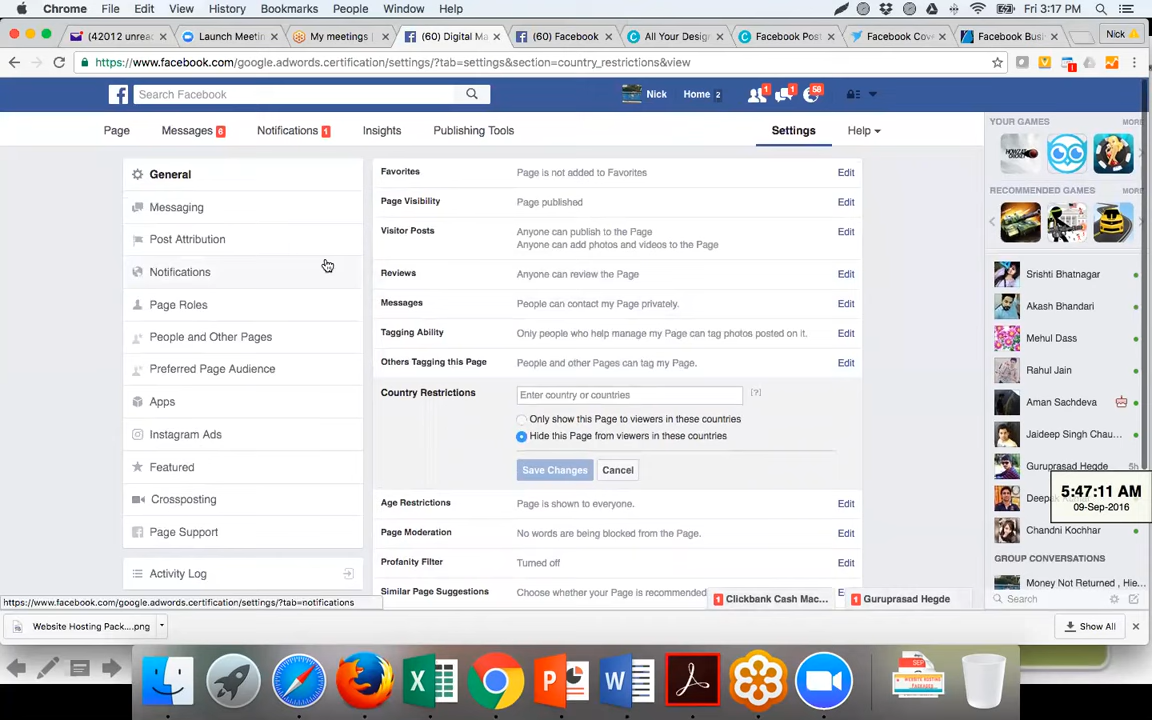 Chrome File Edit View History Bookmarks People Window Help Fri 3:17 PM
(42012 unread) Launch Meetin My meetings (60) Digital Ma (60) Facebook All Your Desig Facebook Post Facebook Cov Facebook Busi Nick
https://www.facebook.com/google.adwords.certification/settings/?tab=settings&section=country_restrictions&view
Search Facebook Nick Home 2 1 1 58
Page Messages 6 Notifications 1 Insights Publishing Tools Settings Help
YOUR GAMES MORE
RECOMMENDED GAMES MORE
General
Messaging
Post Attribution
Notifications
Page Roles
People and Other Pages
Preferred Page Audience
Apps
Instagram Ads
Featured
Crossposting
Page Support
Activity Log
Favorites Page is not added to Favorites Edit
Page Visibility Page published Edit
Visitor Posts Anyone can publish to the Page Edit
Anyone can add photos and videos to the Page
Reviews Anyone can review the Page Edit
Messages People can contact my Page privately. Edit
Tagging Ability Only people who help manage my Page can tag photos posted on it. Edit
Others Tagging this Page People and other Pages can tag my Page. Edit
Country Restrictions Enter country or countries [?]
Only show this Page to viewers in these countries
Hide this Page from viewers in these countries
Save Changes Cancel
Age Restrictions Page is shown to everyone. Edit
Page Moderation No words are being blocked from the Page. Edit
Profanity Filter Turned off Edit
Similar Page Suggestions Choose whether your Page is recommended
Srishti Bhatnagar
Akash Bhandari
Mehul Dass
Rahul Jain
Aman Sachdeva
Jaideep Singh Chau...
Guruprasad Hegde 5h
Deepak
Chandni Kochhar
GROUP CONVERSATIONS
Money Not Returned , Hie...
Search
5:47:11 AM
09-Sep-2016
1 Clickbank Cash Mac... 1 Guruprasad Hegde
https://www.facebook.com/google.adwords.certification/settings/?tab=notifications
Website Hosting Pack....png Show All